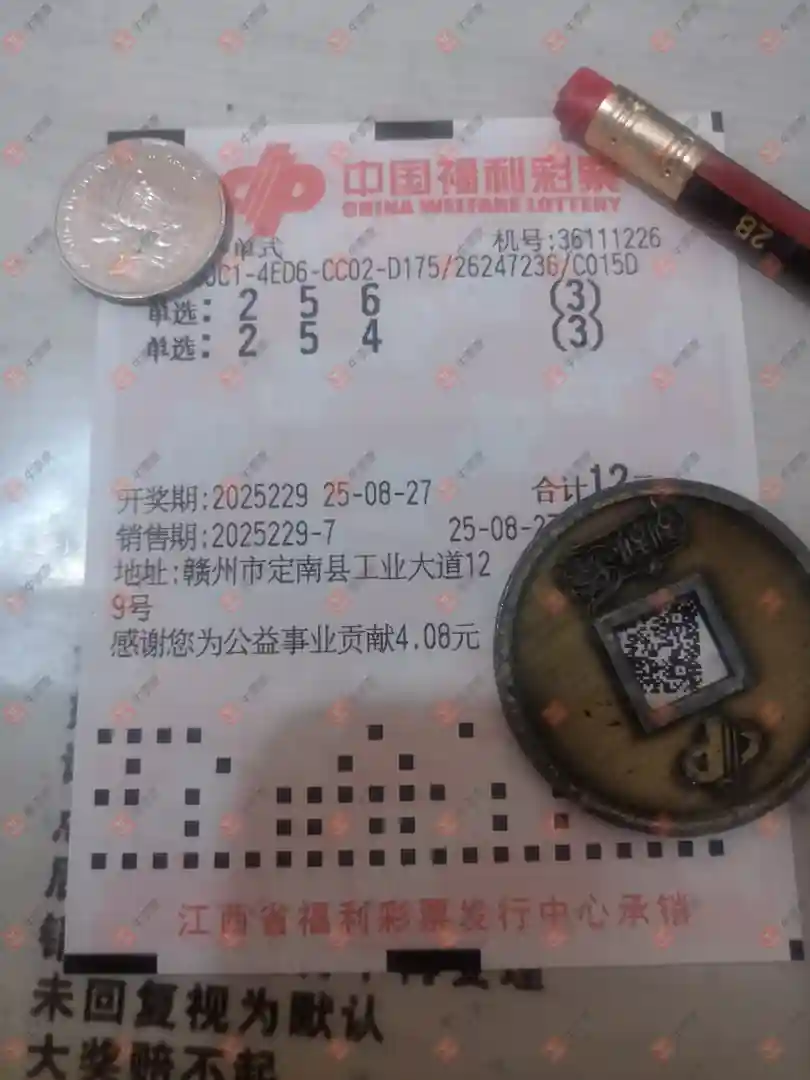 中国福利彩票
CHINA WELFARE LOTTERY
单式 机号:36111226
0C1-4ED6-CC02-D175/26247236/C015D
单选: 2 5 6 (3)
单选: 2 5 4 (3)
开奖期:2025229 25-08-27 合计12
销售期:2025229-7 25-08-27
地址:赣州市定南县工业大道12
9号
感谢您为公益事业贡献4.08元
江西省福利彩票发行中心承销
未回复视为默认
大奖赔不起
2B